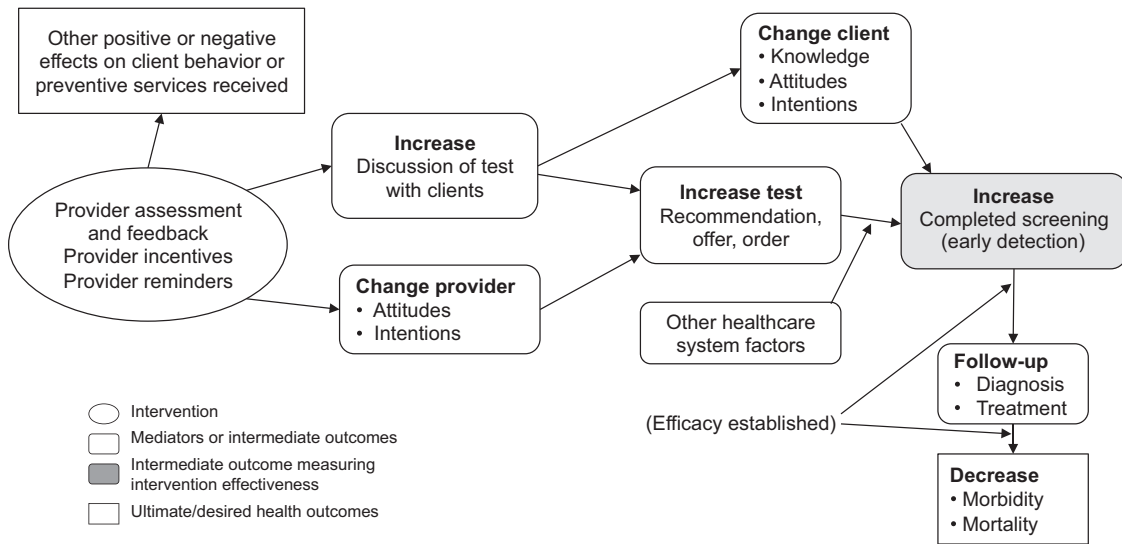 Other positive or negative
effects on client behavior or
preventive services received
Provider assessment
and feedback
Provider incentives
Provider reminders
Increase
Discussion of test
with clients
Change provider
• Attitudes
• Intentions
Change client
• Knowledge
• Attitudes
• Intentions
Increase test
Recommendation,
offer, order
Other healthcare
system factors
Increase
Completed screening
(early detection)
(Efficacy established)
Follow-up
• Diagnosis
• Treatment
Decrease
• Morbidity
• Mortality
Intervention
Mediators or intermediate outcomes
Intermediate outcome measuring
intervention effectiveness
Ultimate/desired health outcomes